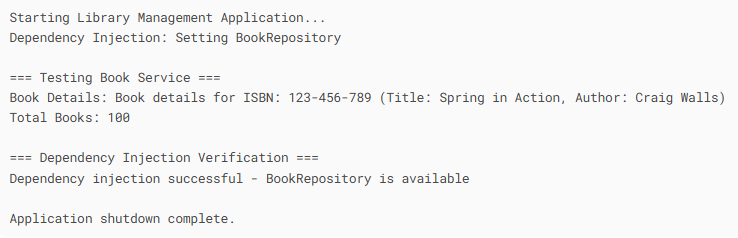 Starting Library Management Application...
Dependency Injection: Setting BookRepository
=== Testing Book Service ===
Book Details: Book details for ISBN: 123-456-789 (Title: Spring in Action, Author: Craig Walls)
Total Books: 100
=== Dependency Injection Verification ===
Dependency injection successful - BookRepository is available
Application shutdown complete.